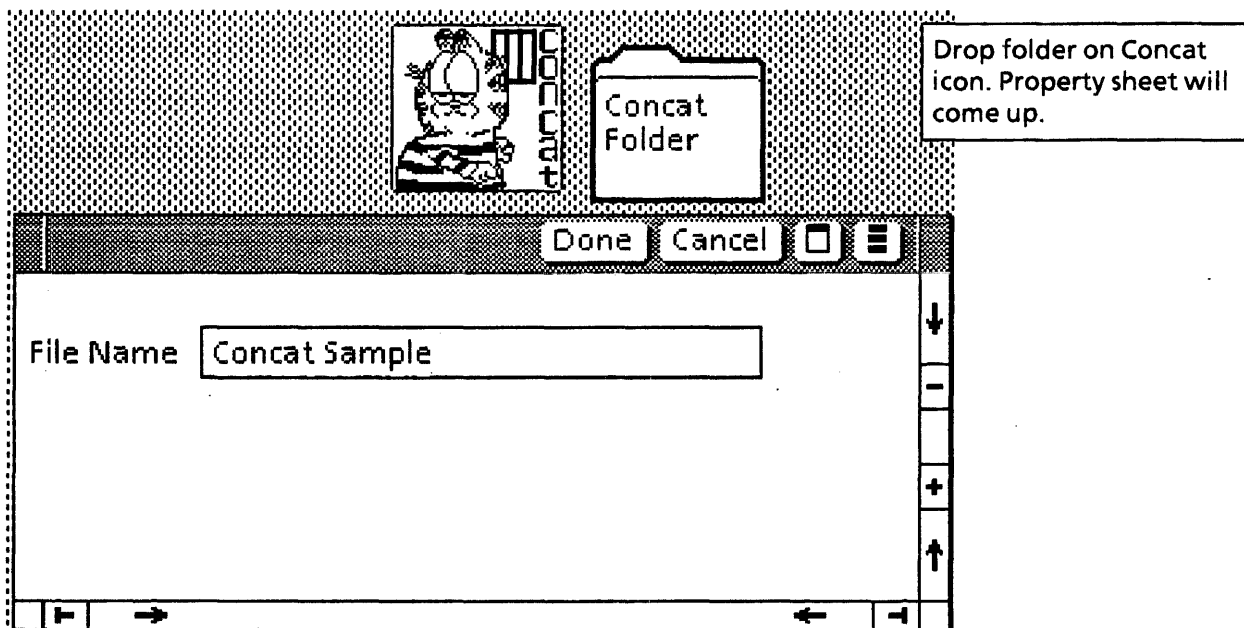 ConCat
Concat
Folder
Drop folder on Concat
icon. Property sheet will
come up.
Done Cancel
File Name Concat Sample